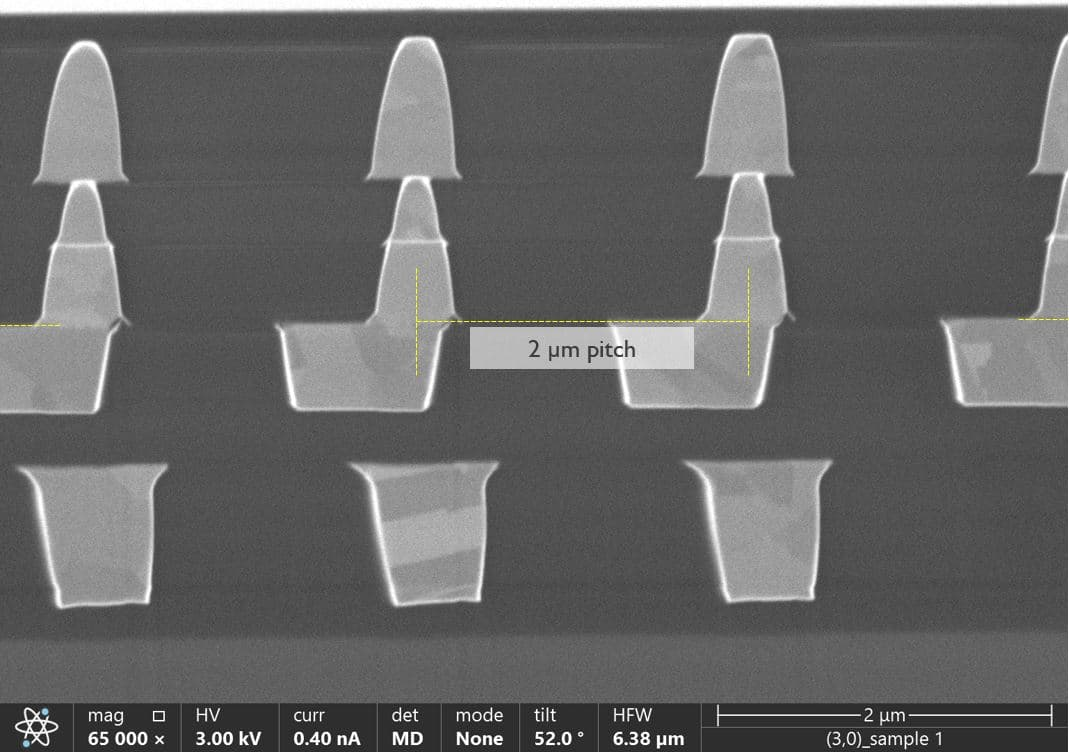 2 µm pitch
mag HV curr det mode tilt HFW 2 µm
65 000 x 3.00 kV 0.40 nA MD None 52.0 ° 6.38 µm (3,0)_sample 1